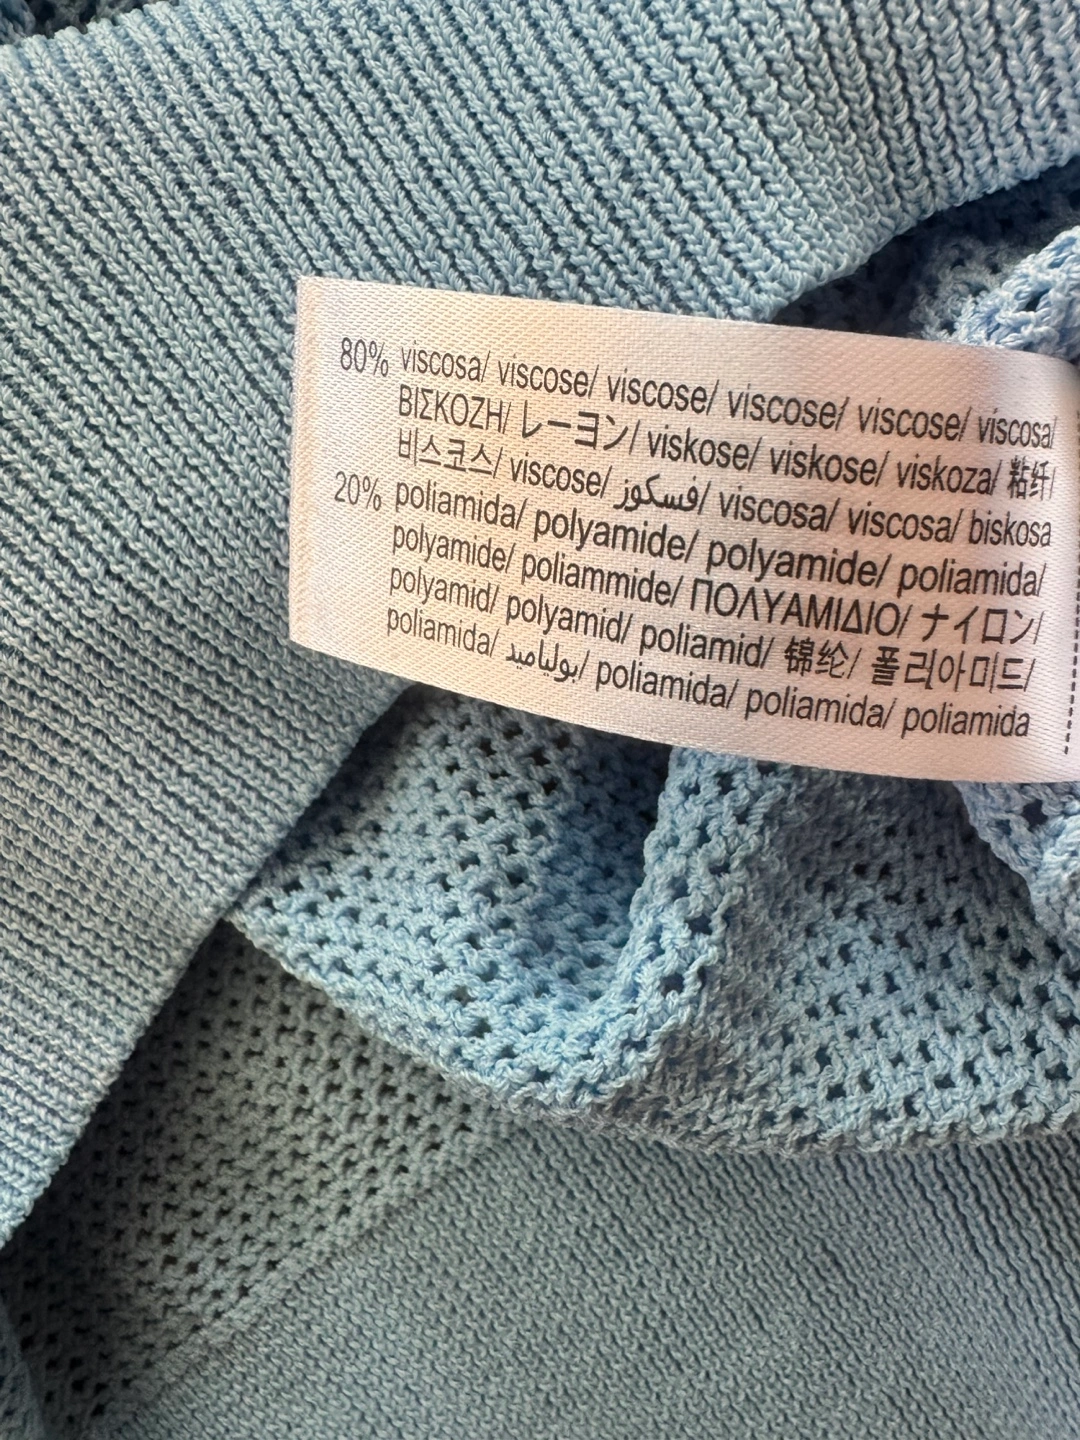 80% viscosa/ viscose/ viscose/ viscose/ viscose/ viscosa/
ΒΙΣΚΟΖΗ/ レーヨン/ viskose/ viskose/ viskoza/ 粘纤/
비스코스/ viscose/ فسكوز/ viscosa/ viscosa/ biskosa
20% poliamida/ polyamide/ polyamide/ poliamida/
polyamide/ poliammide/ ΠΟΛΥΑΜΙΔΙΟ/ ナイロン/
polyamid/ polyamid/ poliamid/ 锦纶/ 폴리아미드/
poliamida/ بولياميد/ poliamida/ poliamida/ poliamida